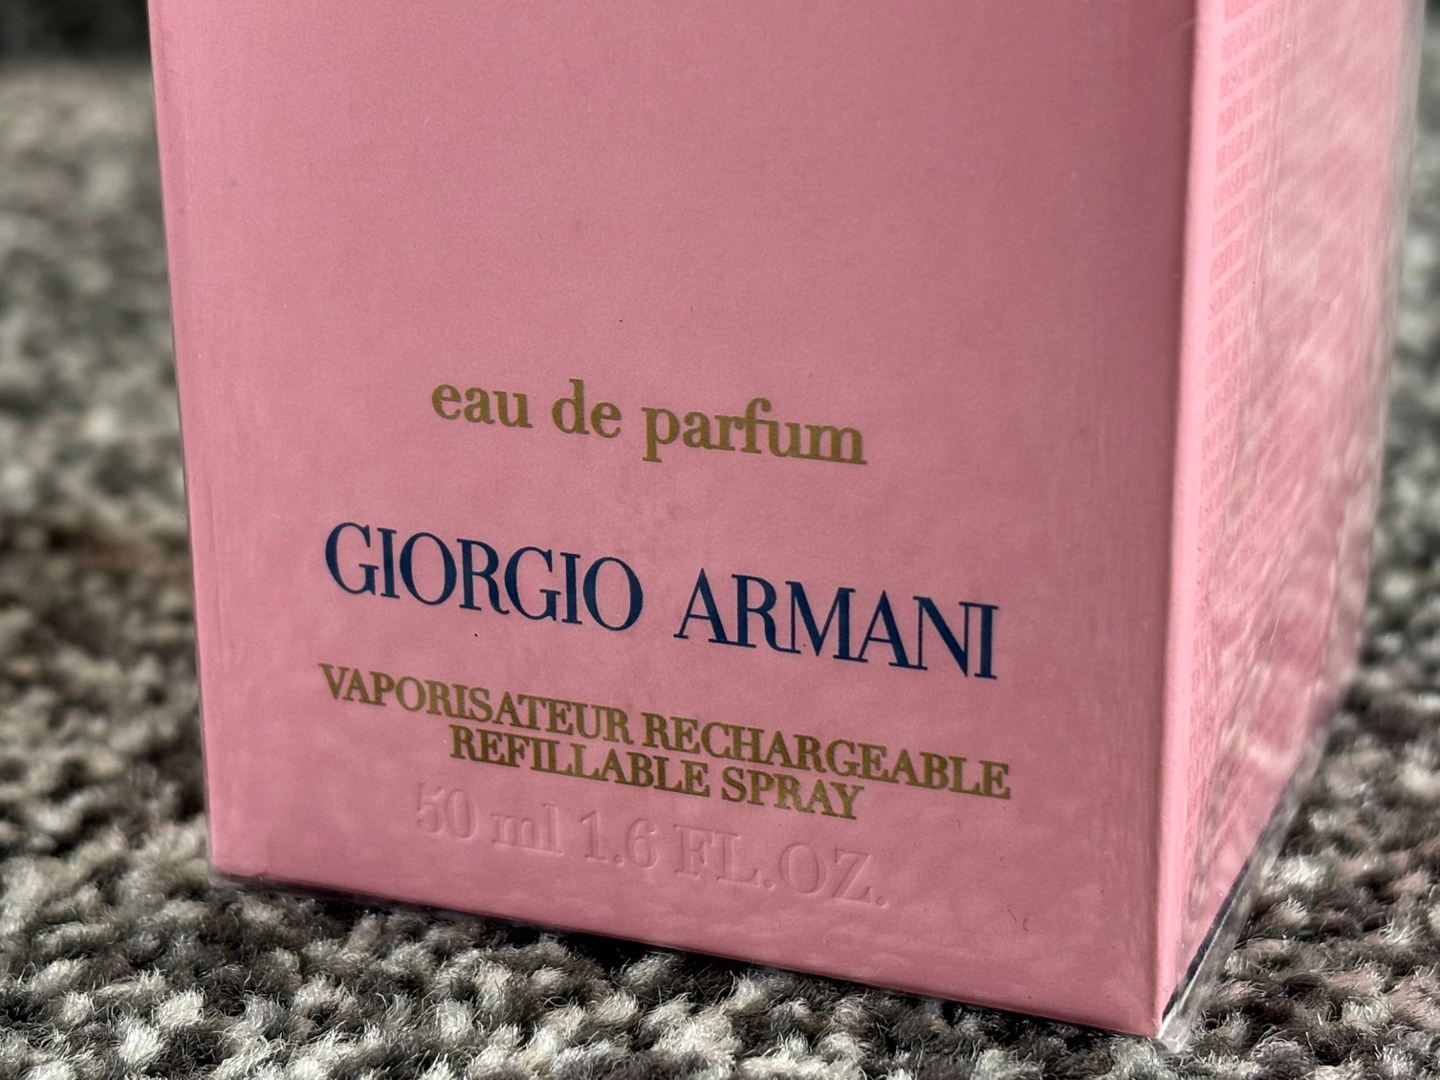 eau de parfum
GIORGIO ARMANI
VAPORISATEUR RECHARGEABLE
REFILLABLE SPRAY
50 ml 1.6 FL.OZ.